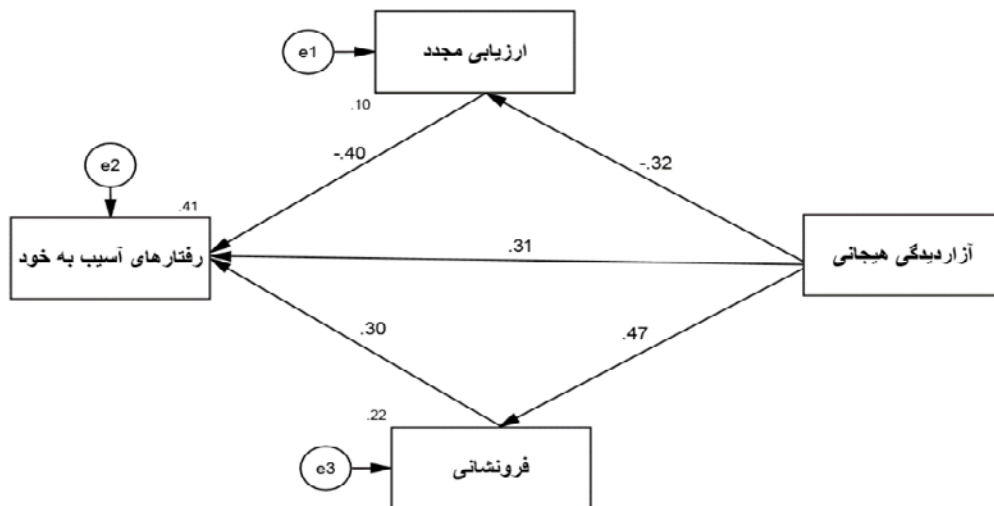 e1
ارزیابی مجدد
.10
-.40
-.32
e2
.41
رفتارهای آسیب به خود
.31
آزاردیدگی هیجانی
.30
.47
.22
e3
فرونشانی